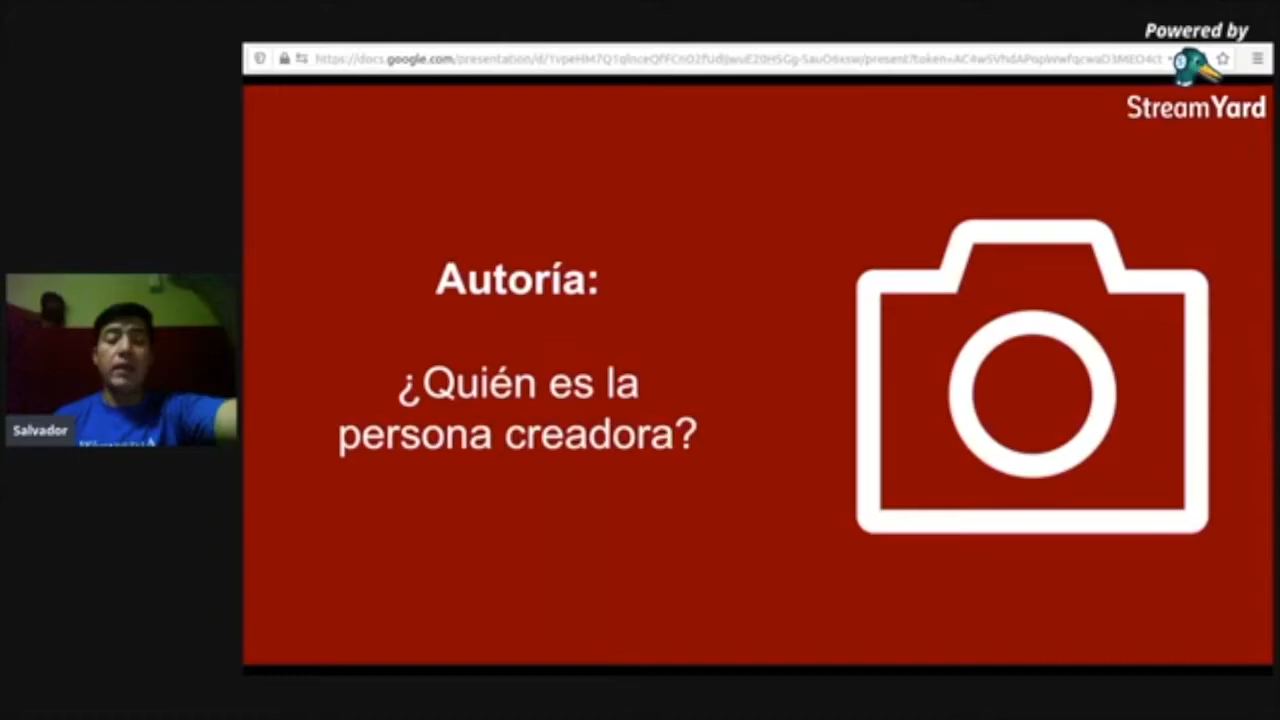 Powered by
StreamYard
Autoría:
¿Quién es la
persona creadora?
Salvador